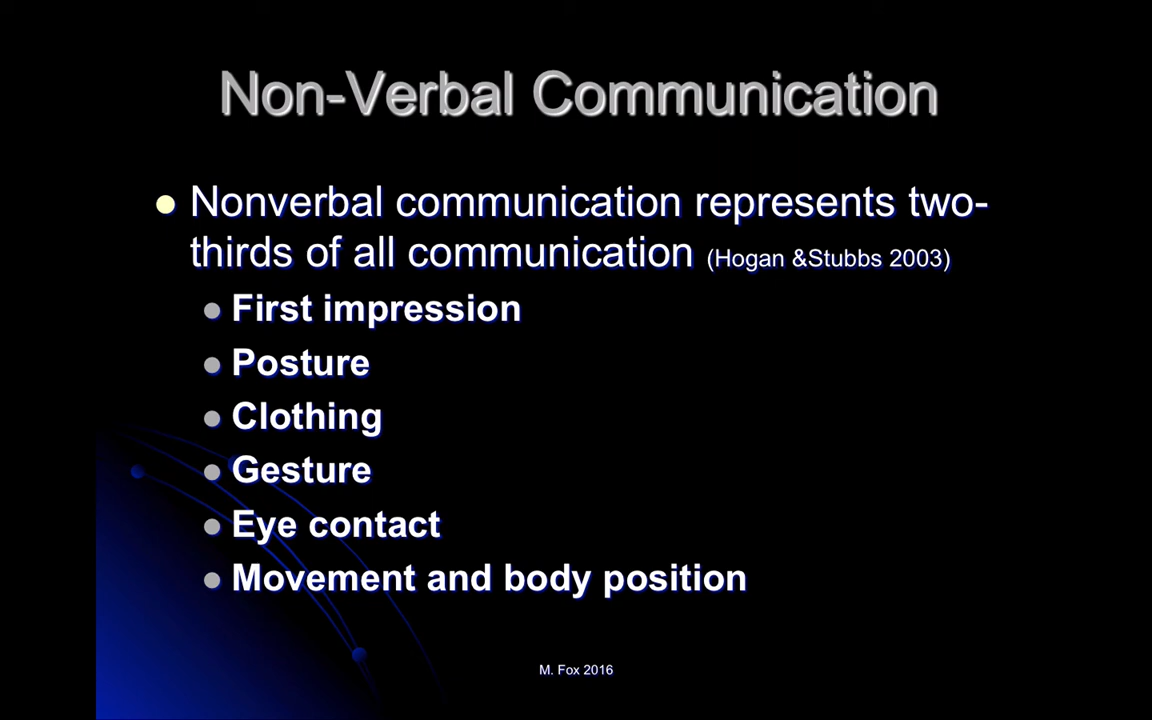 Non-Verbal Communication
Nonverbal communication represents two-
thirds of all communication (Hogan &Stubbs 2003)
First impression
Posture
Clothing
Gesture
Eye contact
Movement and body position
M. Fox 2016